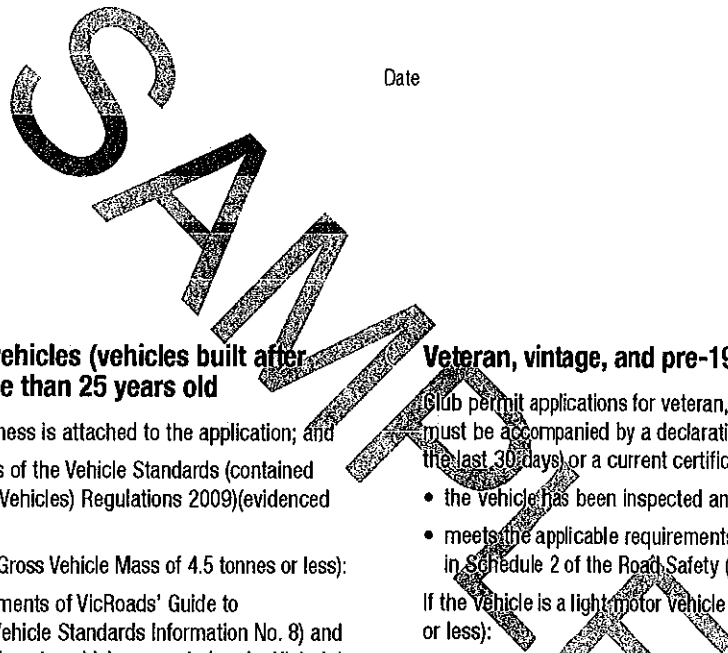 Date
SAMPLE
vehicles (vehicles built after
e than 25 years old
ness is attached to the application; and
s of the Vehicle Standards (contained
Vehicles) Regulations 2009)(evidenced
Gross Vehicle Mass of 4.5 tonnes or less):
ments of VicRoads' Guide to
Vehicle Standards Information No. 8) and
Veteran, vintage, and pre-19
Club permit applications for veteran,
must be accompanied by a declarati
the last 30 days) or a current certific
• the vehicle has been inspected an
• meets the applicable requirements
in Schedule 2 of the Road Safety (
If the vehicle is a light motor vehicle
or less):